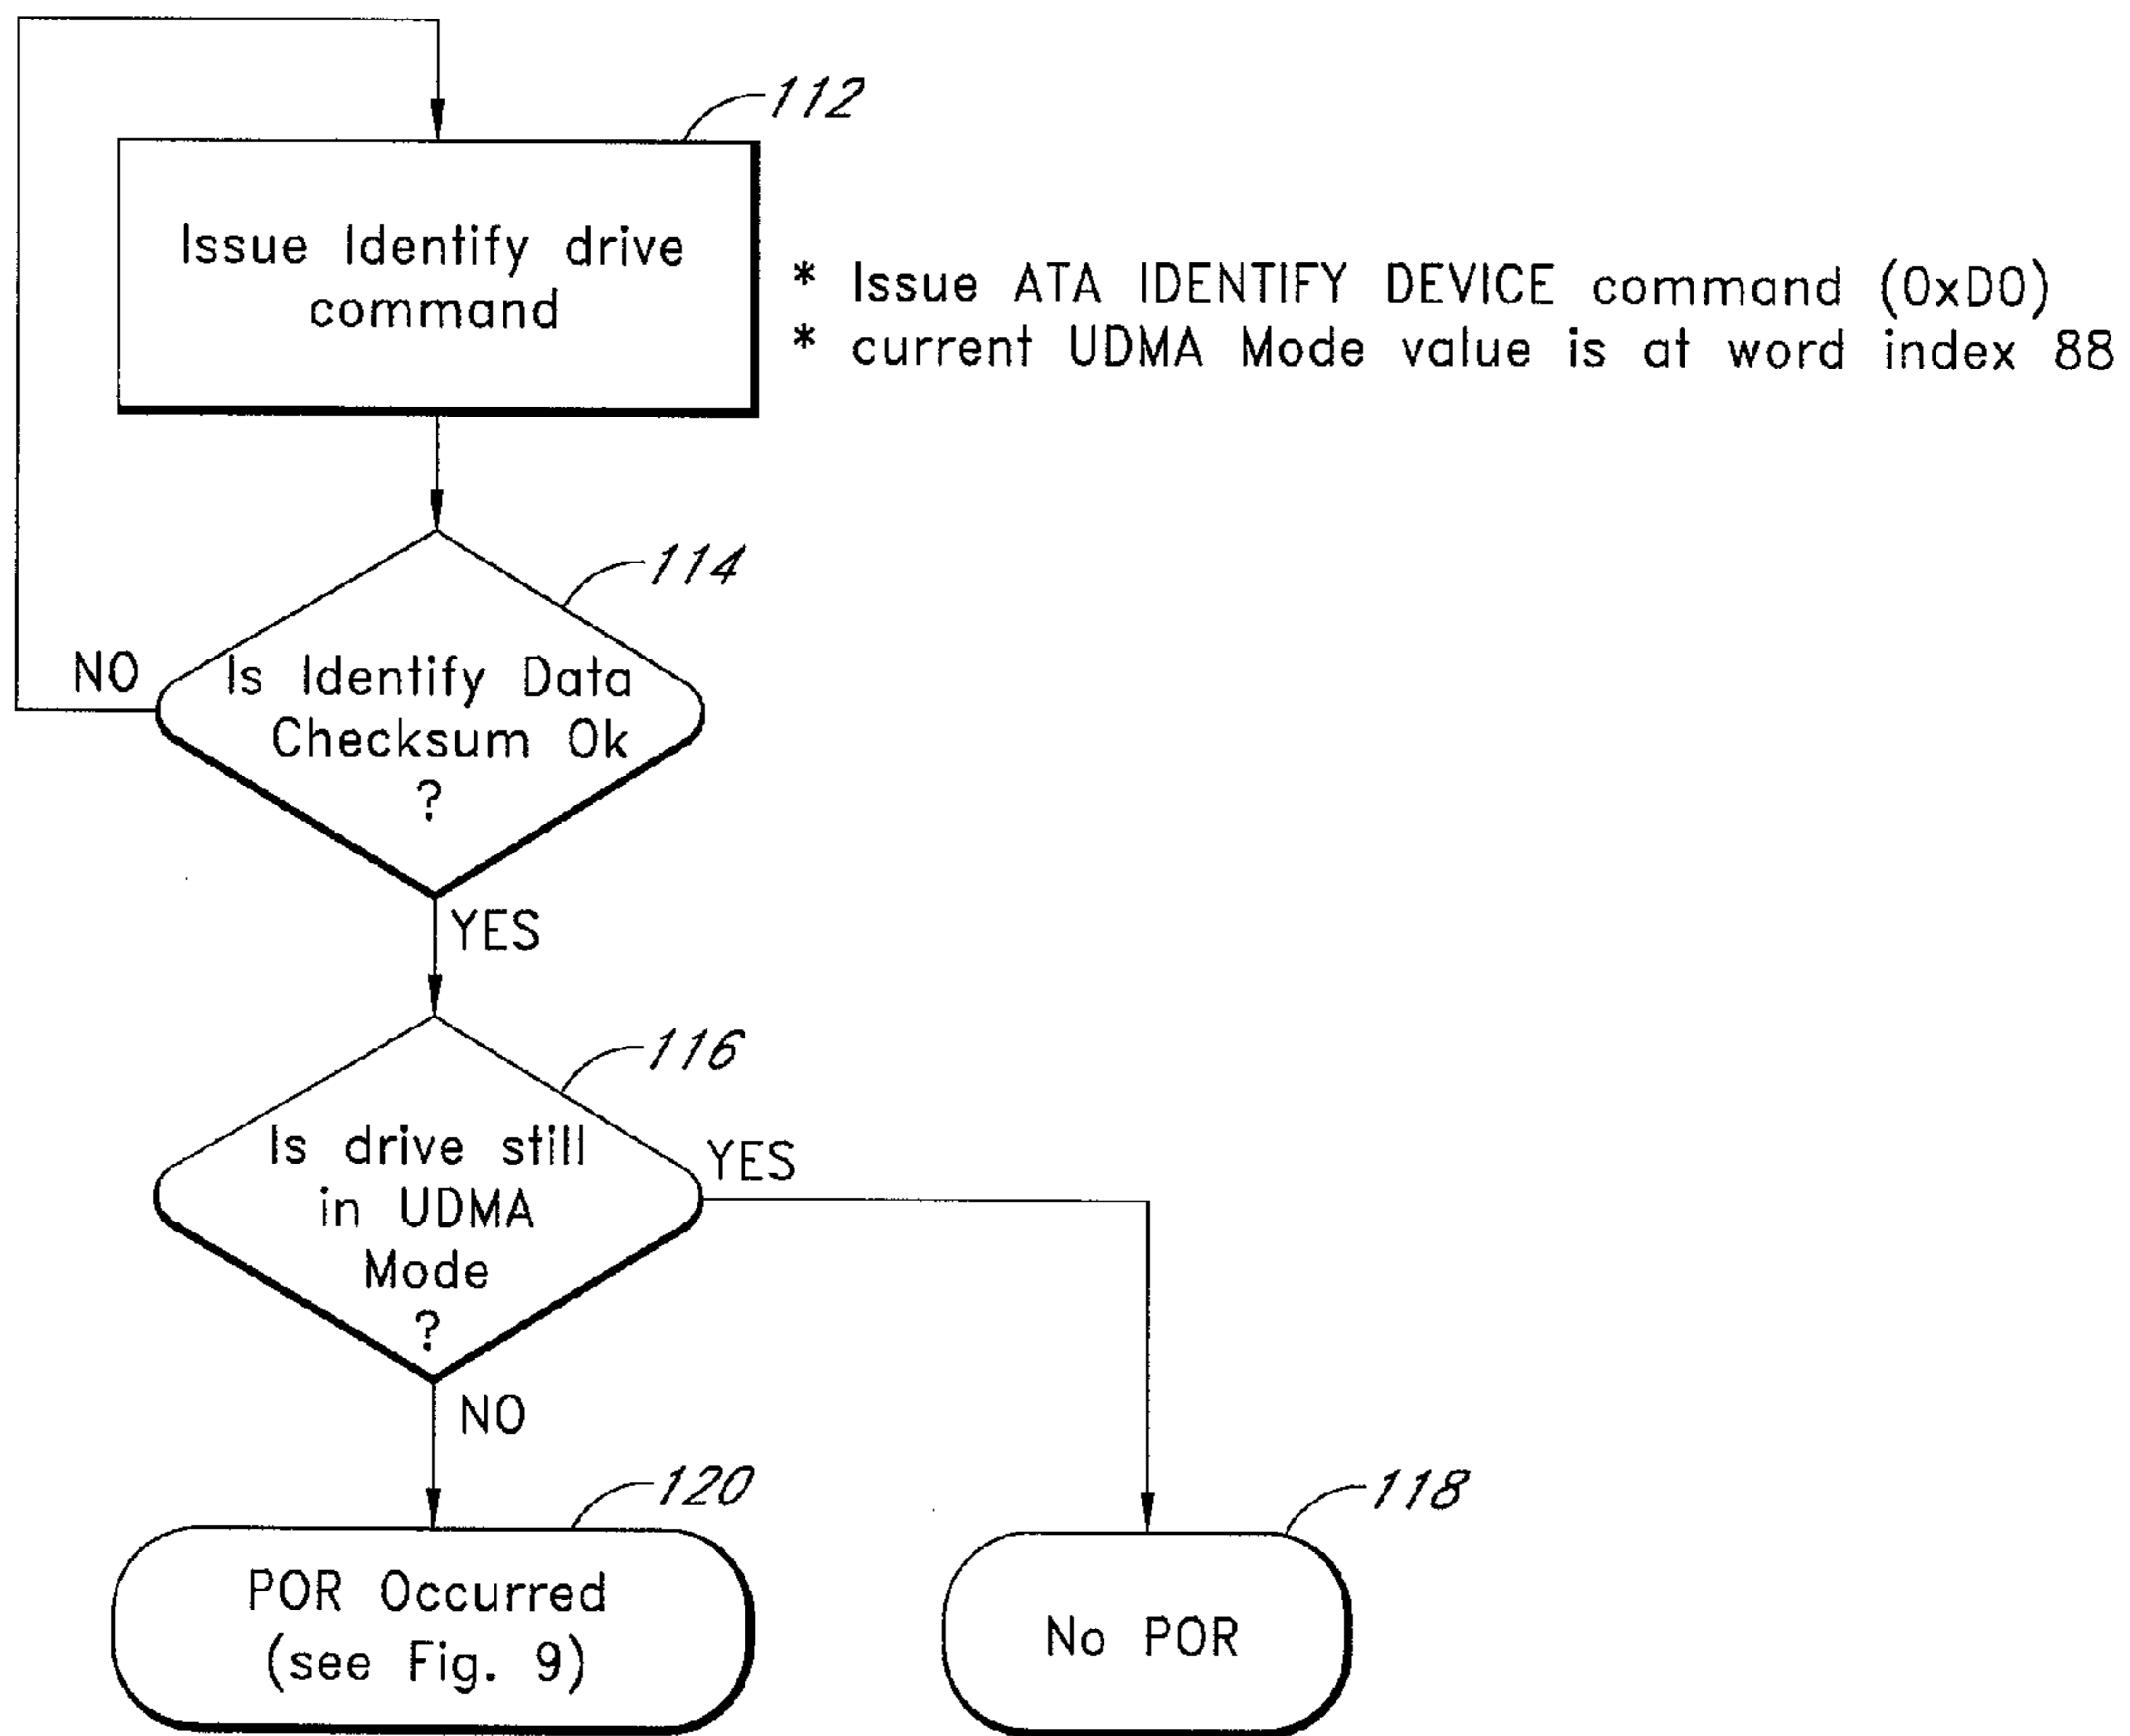 112
Issue Identify drive
command
* Issue ATA IDENTIFY DEVICE command (0xD0)
* current UDMA Mode value is at word index 88
114
NO
Is Identify Data
Checksum Ok
?
YES
116
Is drive still
in UDMA
Mode
?
YES
NO
120
POR Occurred
(see Fig. 9)
118
No POR